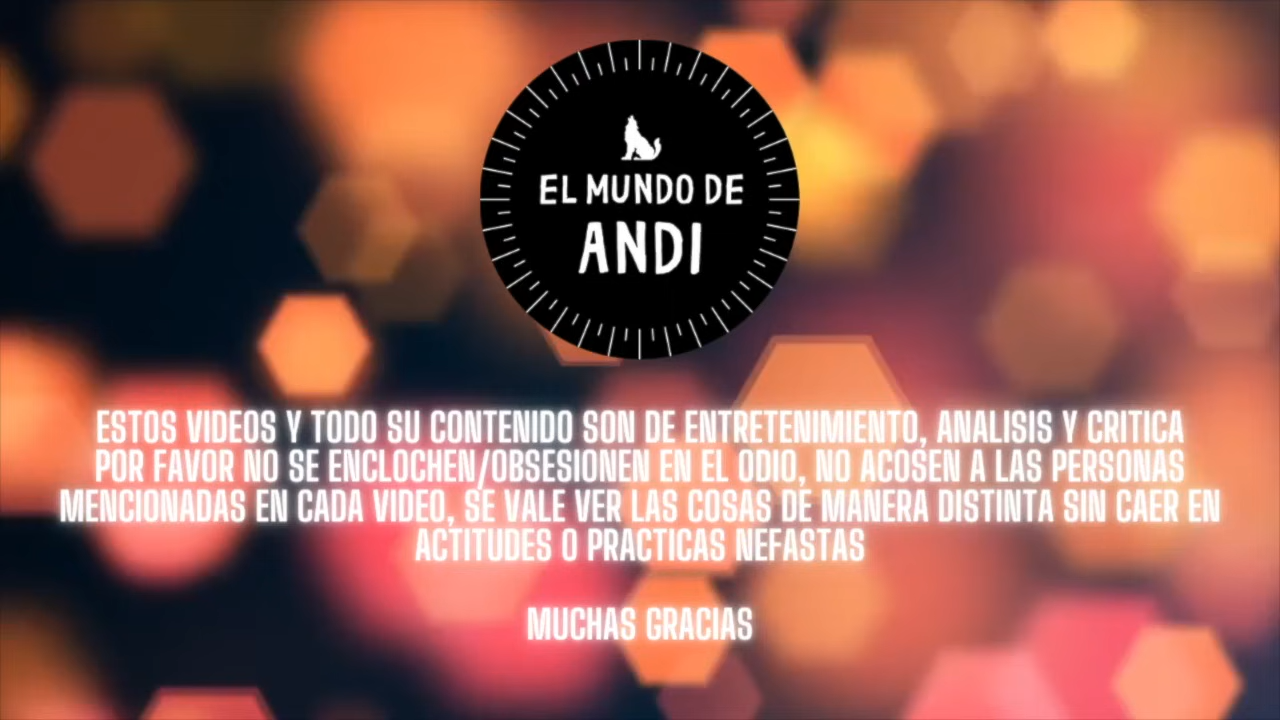 EL MUNDO DE
ANDI
ESTOS VIDEOS Y TODO SU CONTENIDO SON DE ENTRETENIMIENTO, ANALISIS Y CRITICA
POR FAVOR NO SE ENCLOCHEN/OBSESIONEN EN EL ODIO, NO ACOSEN A LAS PERSONAS
MENCIONADAS EN CADA VIDEO, SE VALE VER LAS COSAS DE MANERA DISTINTA SIN CAER EN
ACTITUDES O PRACTICAS NEFASTAS
MUCHAS GRACIAS